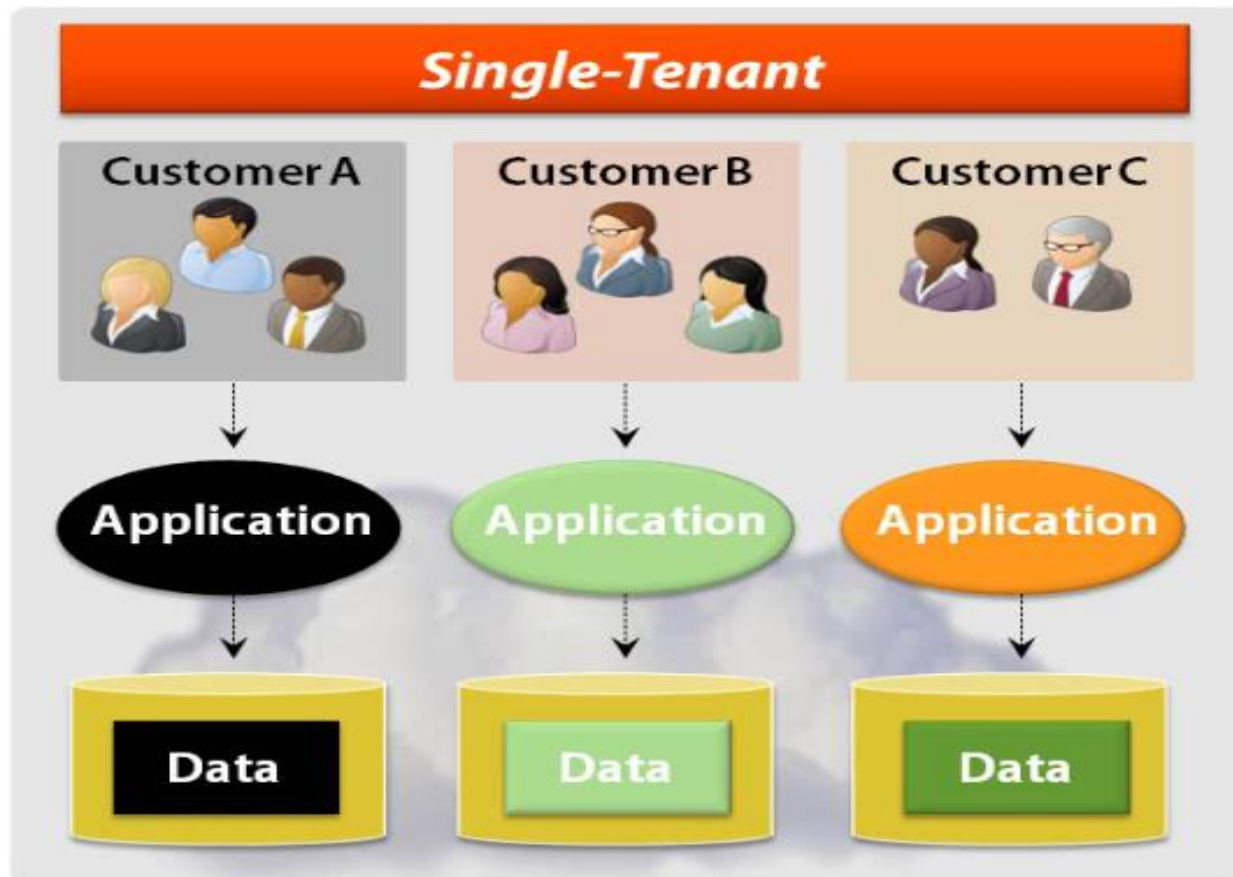 Single-Tenant
Customer A
Customer B
Customer C
Application
Application
Application
Data
Data
Data